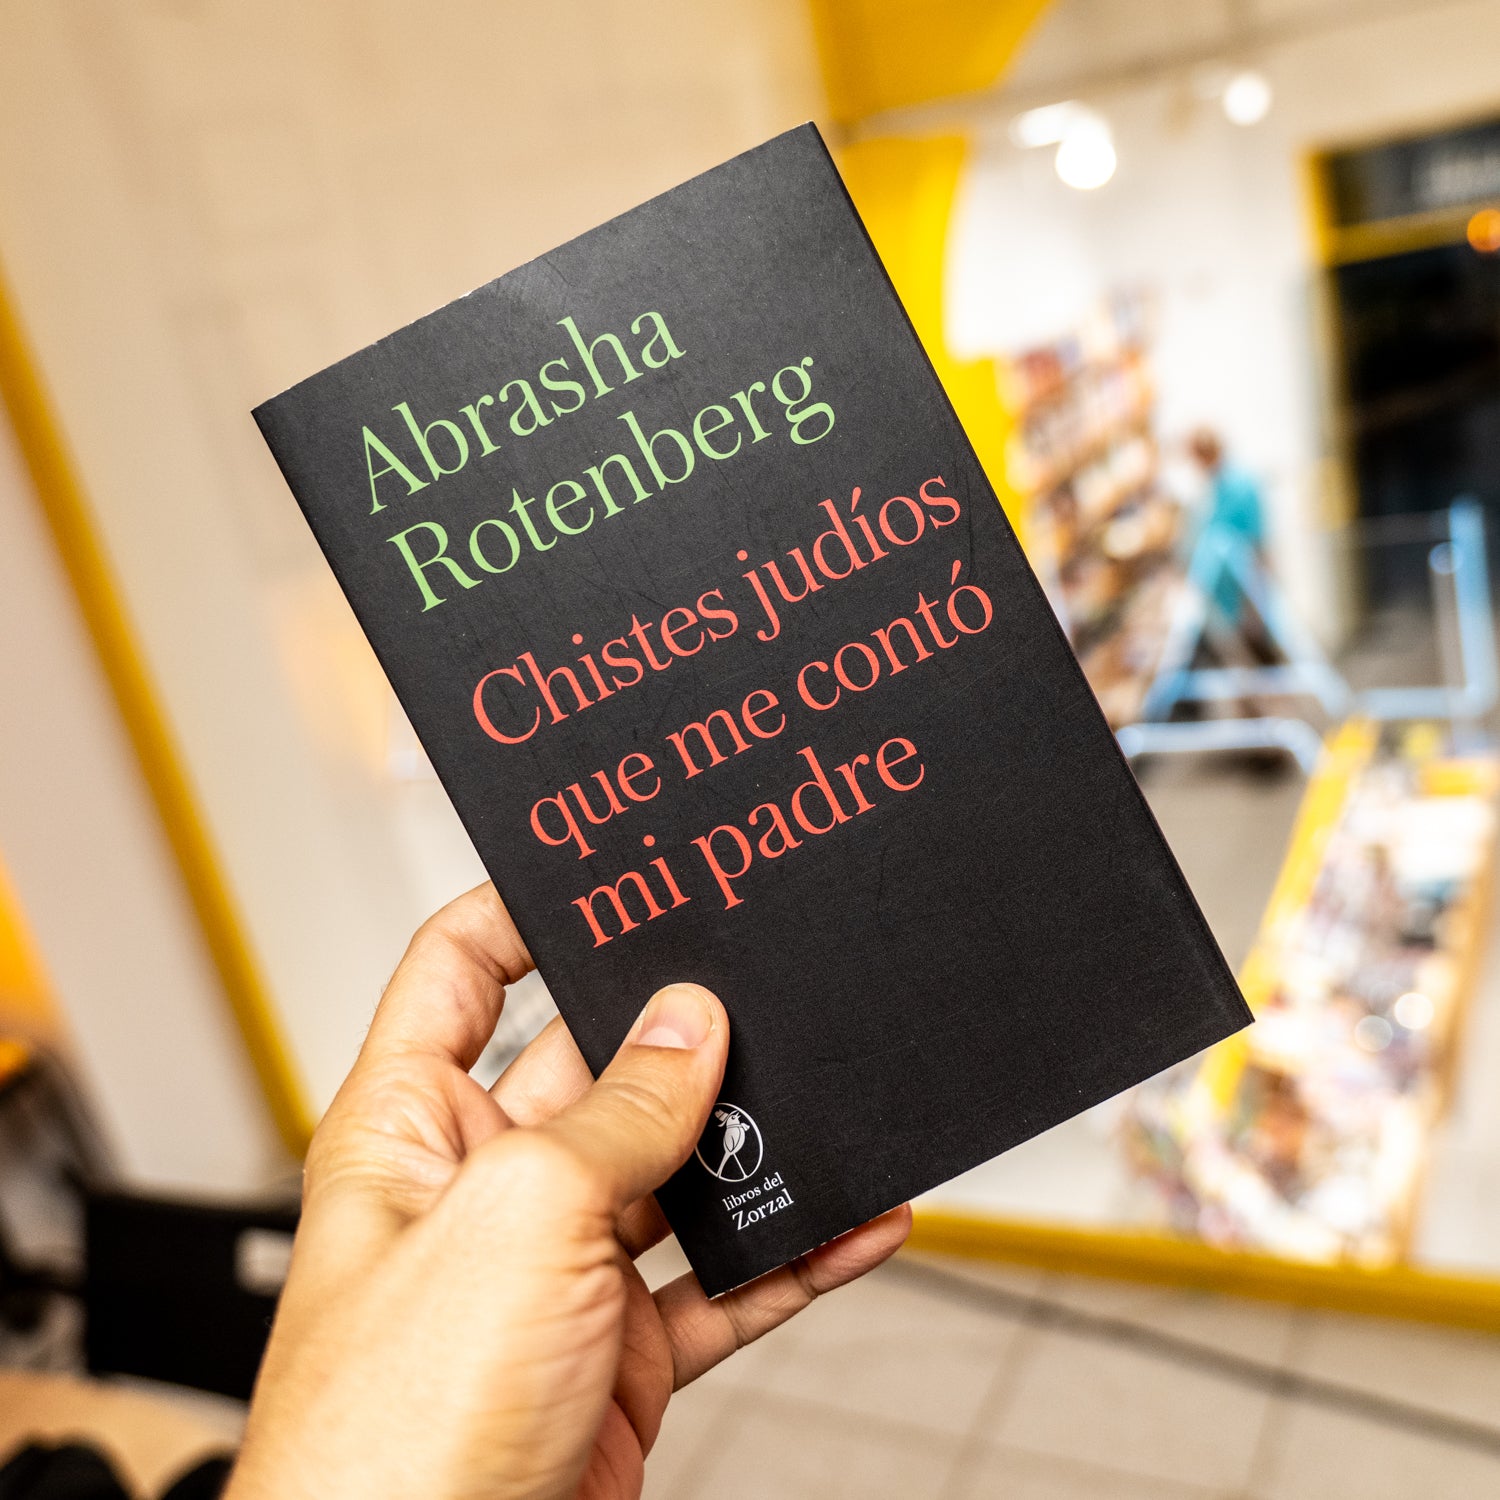 Abrasha
Rotenberg
Chistes judíos
que me contó
mi padre
libros del
Zorzal